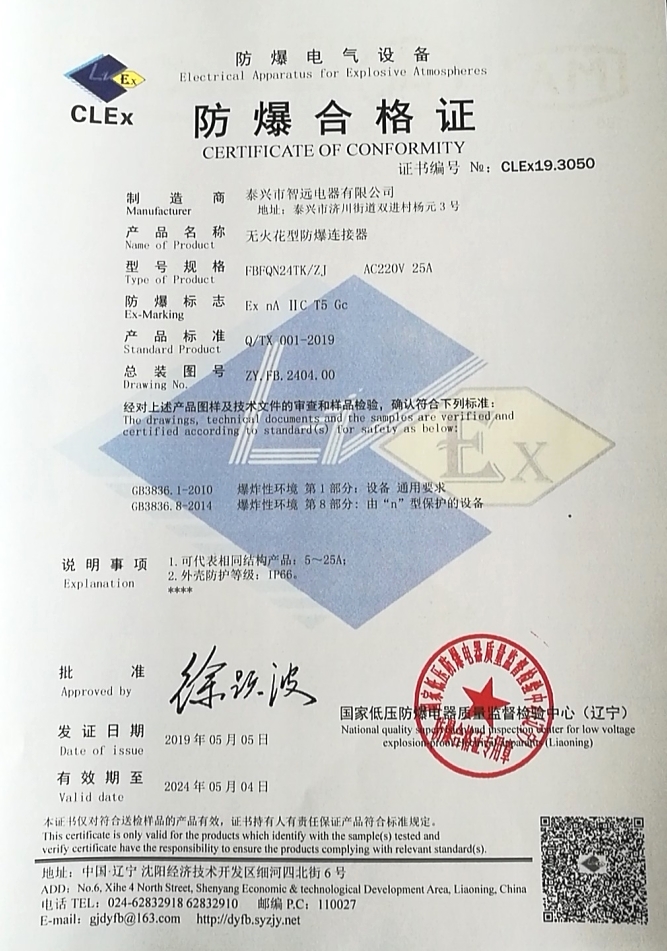 防爆电气设备
Electrical Apparatus for Explosive Atmospheres
CLEx
防爆合格证
CERTIFICATE OF CONFORMITY
证书编号 №: CLEx19.3050
制造商 泰兴市智远电器有限公司
Manufacturer 地址：泰兴市济川街道双进村杨元3号
产品名称 无火花型防爆连接器
Name of Product
型号规格 FBFQN24TK/ZJ AC220V 25A
Type of Product
防爆标志 Ex nA IIC T5 Gc
Ex-Marking
产品标准 Q/TX 001-2019
Standard Product
总装图号 ZY.FB.2404.00
Drawing No.
经对上述产品图样及技术文件的审查和样品检验，确认符合下列标准：
The drawings, technical documents and the samples are verified and
certified according to standard(s) for safety as below:
GB3836.1-2010 爆炸性环境 第1部分：设备 通用要求
GB3836.8-2014 爆炸性环境 第8部分：由“n”型保护的设备
说明事项 1.可代表相同结构产品：5～25A；
Explanation 2.外壳防护等级：IP66。
****
批准
Approved by
发证日期 2019年05月05日
Date of issue
有效期至 2024年05月04日
Valid date
国家低压防爆电器质量监督检验中心（辽宁）
National quality supervision and inspection center for low voltage
explosion-proof electric apparatus (Liaoning)
本证书仅对符合送检样品的产品有效，证书持有人有责任保证产品符合标准规定。
This certificate is only valid for the products which identify with the sample(s) tested and
verify certificate have the responsibility to ensure the products complying with relevant standard(s).
地址：中国·辽宁 沈阳经济技术开发区细河四北街6号
ADD: No.6, Xihe 4 North Street, Shenyang Economic & technological Development Area, Liaoning, China
电话 TEL: 024-62832918 62832910 邮编 P.C: 110027
E-mail: gjdyfb@163.com http://dyfb.syzjy.net